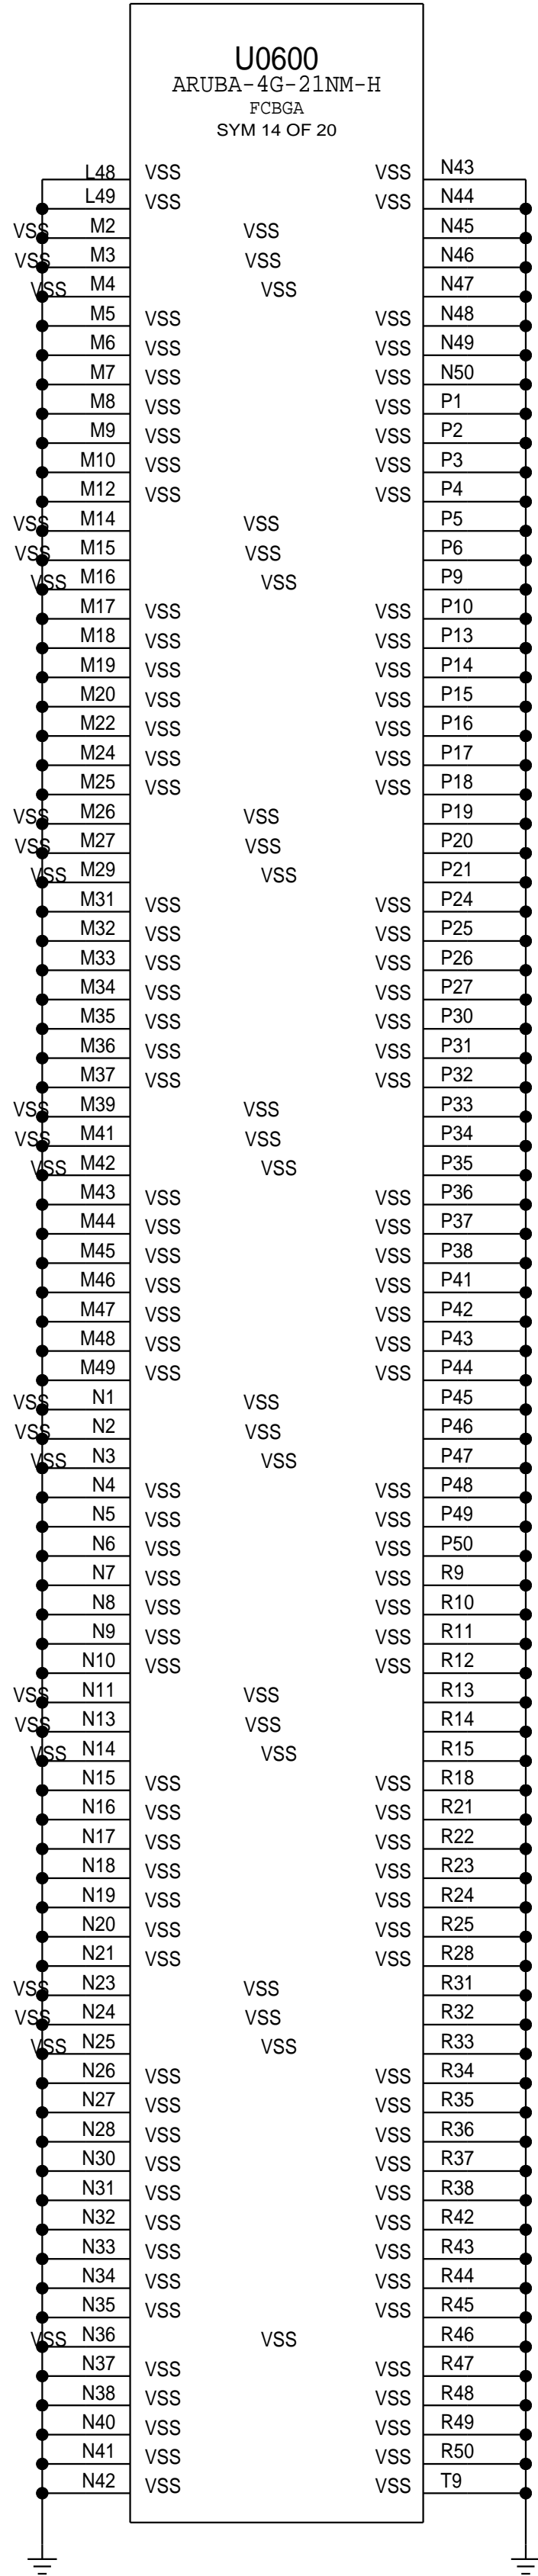 U0600
ARUBA-4G-21NM-H
FCBGA
SYM 14 OF 20
L48 VSS VSS N43
L49 VSS VSS N44
VSS M2 VSS N45
VSS M3 VSS N46
VSS M4 VSS N47
M5 VSS VSS N48
M6 VSS VSS N49
M7 VSS VSS N50
M8 VSS VSS P1
M9 VSS VSS P2
M10 VSS VSS P3
M12 VSS VSS P4
VSS M14 VSS P5
VSS M15 VSS P6
VSS M16 VSS P9
M17 VSS VSS P10
M18 VSS VSS P13
M19 VSS VSS P14
M20 VSS VSS P15
M22 VSS VSS P16
M24 VSS VSS P17
M25 VSS VSS P18
VSS M26 VSS P19
VSS M27 VSS P20
VSS M29 VSS P21
M31 VSS VSS P24
M32 VSS VSS P25
M33 VSS VSS P26
M34 VSS VSS P27
M35 VSS VSS P30
M36 VSS VSS P31
M37 VSS VSS P32
VSS M39 VSS P33
VSS M41 VSS P34
VSS M42 VSS P35
M43 VSS VSS P36
M44 VSS VSS P37
M45 VSS VSS P38
M46 VSS VSS P41
M47 VSS VSS P42
M48 VSS VSS P43
M49 VSS VSS P44
VSS N1 VSS P45
VSS N2 VSS P46
VSS N3 VSS P47
N4 VSS VSS P48
N5 VSS VSS P49
N6 VSS VSS P50
N7 VSS VSS R9
N8 VSS VSS R10
N9 VSS VSS R11
N10 VSS VSS R12
VSS N11 VSS R13
VSS N13 VSS R14
VSS N14 VSS R15
N15 VSS VSS R18
N16 VSS VSS R21
N17 VSS VSS R22
N18 VSS VSS R23
N19 VSS VSS R24
N20 VSS VSS R25
N21 VSS VSS R28
VSS N23 VSS R31
VSS N24 VSS R32
VSS N25 VSS R33
N26 VSS VSS R34
N27 VSS VSS R35
N28 VSS VSS R36
N30 VSS VSS R37
N31 VSS VSS R38
N32 VSS VSS R42
N33 VSS VSS R43
N34 VSS VSS R44
N35 VSS VSS R45
VSS N36 VSS R46
N37 VSS VSS R47
N38 VSS VSS R48
N40 VSS VSS R49
N41 VSS VSS R50
N42 VSS VSS T9